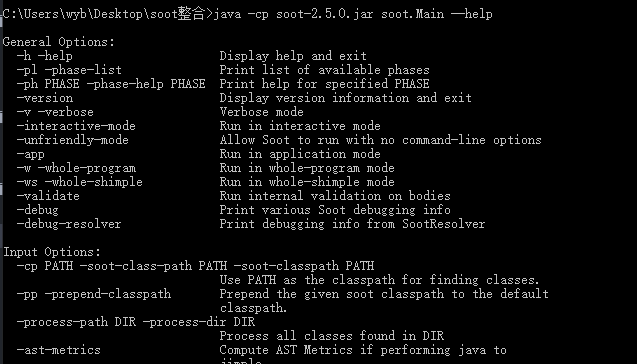 C:\Users\wyb\Desktop\soot整合>java -cp soot-2.5.0.jar soot.Main --help
General Options:
-h -help Display help and exit
-pl -phase-list Print list of available phases
-ph PHASE -phase-help PHASE Print help for specified PHASE
-version Display version information and exit
-v -verbose Verbose mode
-interactive-mode Run in interactive mode
-unfriendly-mode Allow Soot to run with no command-line options
-app Run in application mode
-w -whole-program Run in whole-program mode
-ws -whole-shimple Run in whole-shimple mode
-validate Run internal validation on bodies
-debug Print various Soot debugging info
-debug-resolver Print debugging info from SootResolver
Input Options:
-cp PATH -soot-class-path PATH -soot-classpath PATH
Use PATH as the classpath for finding classes.
-pp -prepend-classpath Prepend the given soot classpath to the default
classpath.
-process-path DIR -process-dir DIR
Process all classes found in DIR
-ast-metrics Compute AST Metrics if performing java to
jimple